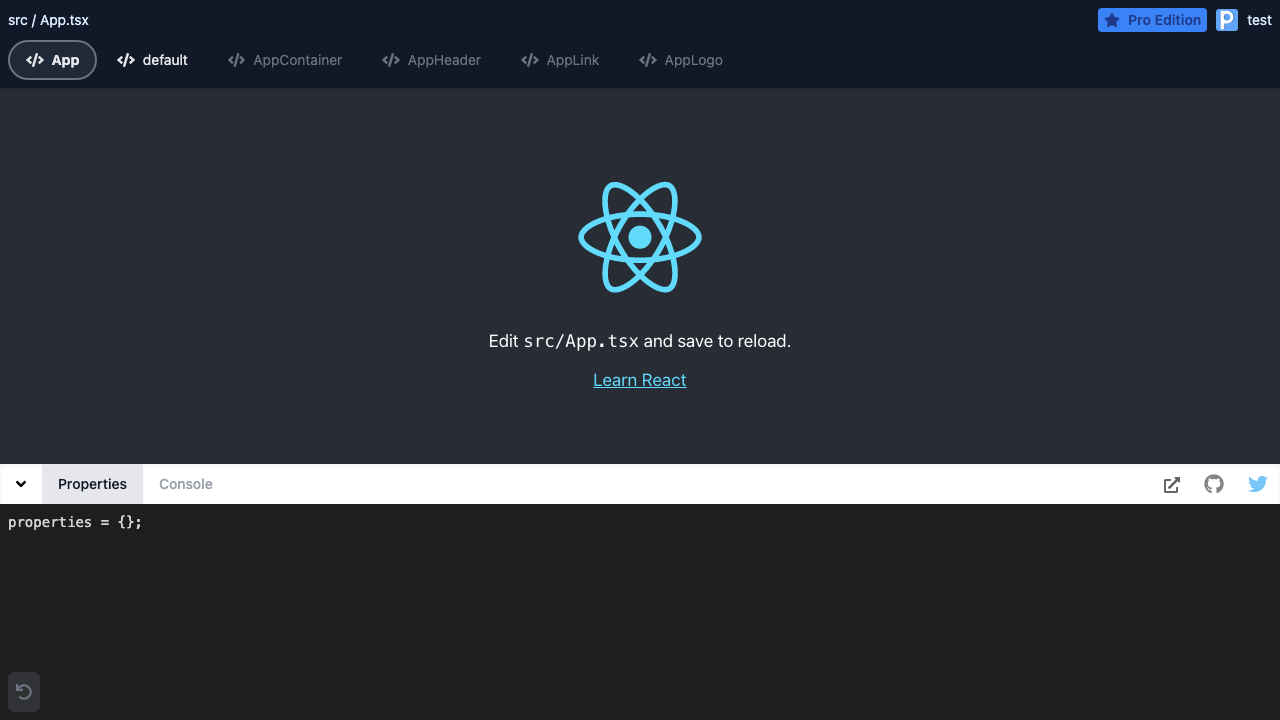 src / App.tsx
Pro Edition
test
App
default
AppContainer
AppHeader
AppLink
AppLogo
Edit src/App.tsx and save to reload.
Learn React
Properties
Console
properties = {};